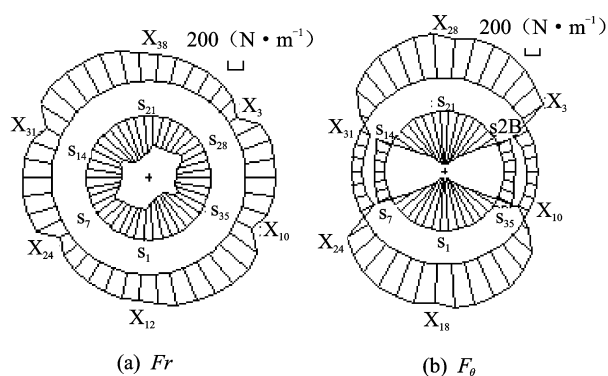 X38
200 (N·m⁻¹)
X3
X31
S21
S28
S14
S7
S35
S1
X24
X10
X12
(a) Fr
X28
200 (N·m⁻¹)
X3
X31
S21
S14
s2B
S7
S35
S1
X24
X10
X18
(b) Fθ